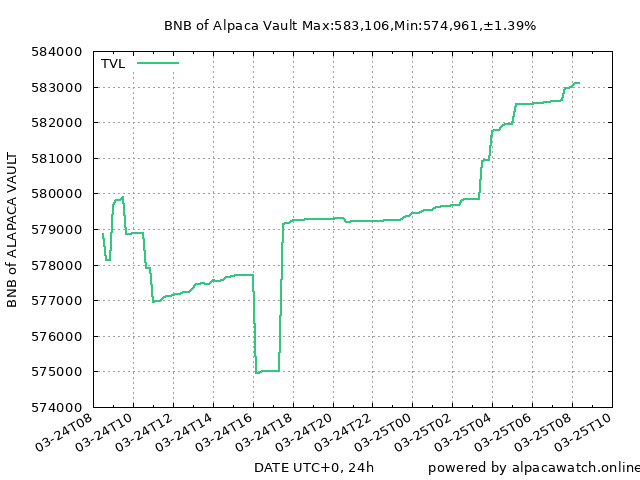 BNB of Alpaca Vault Max:583,106,Min:574,961,±1.39%
TVL
584000
583000
582000
581000
580000
579000
578000
577000
576000
575000
574000
BNB of ALAPACA VAULT
03-24T08
03-24T10
03-24T12
03-24T14
03-24T16
03-24T18
03-24T20
03-24T22
03-25T00
03-25T02
03-25T04
03-25T06
03-25T08
03-25T10
DATE UTC+0, 24h
powered by alpacawatch.online